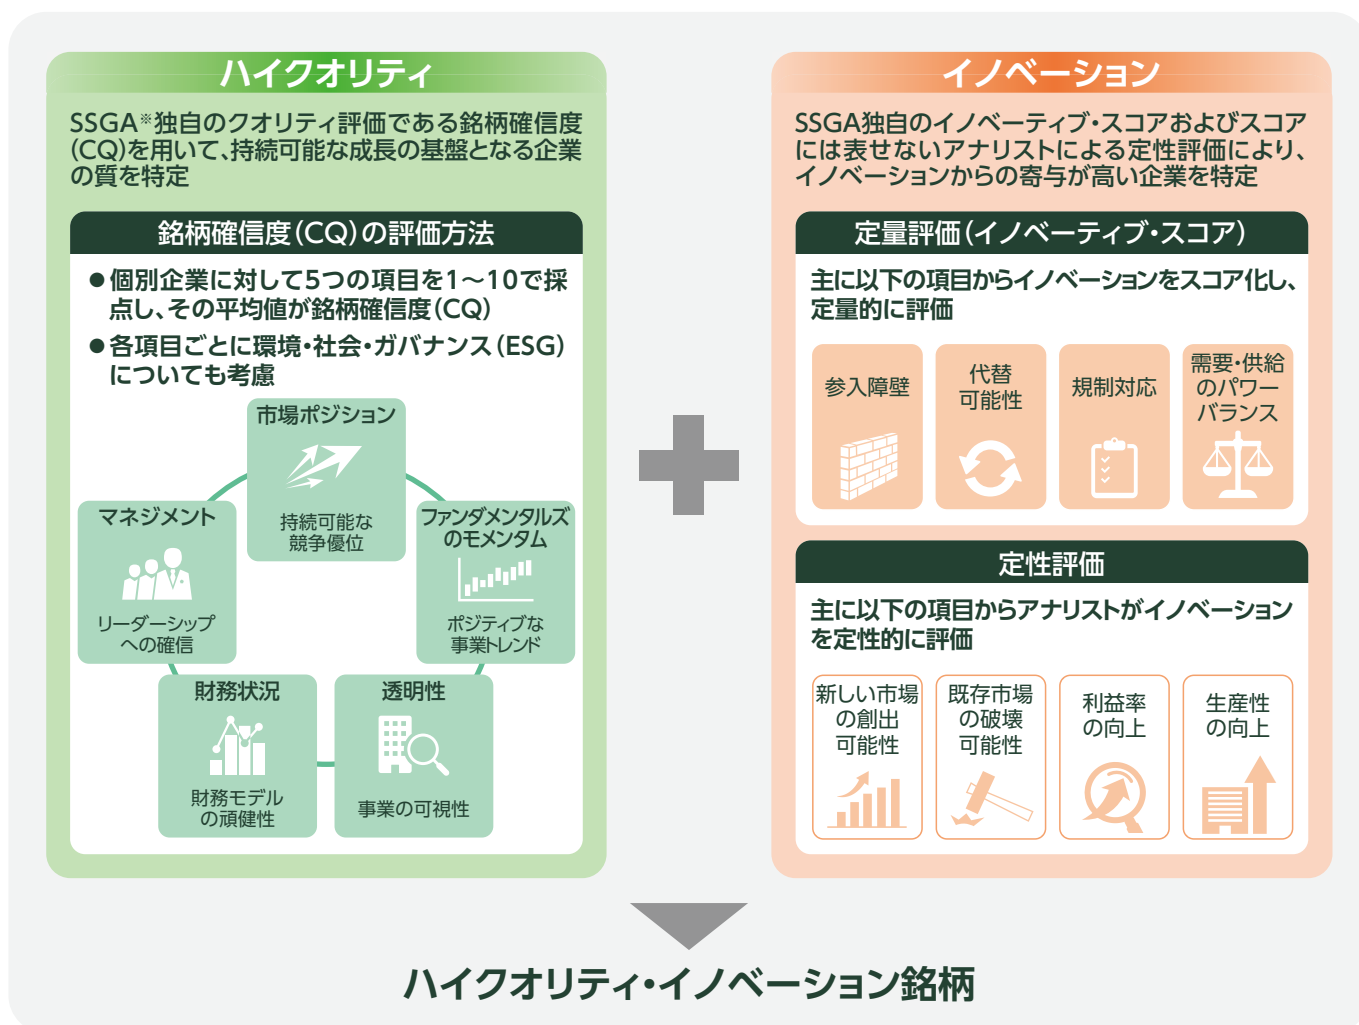 ハイクオリティ
SSGA※独自のクオリティ評価である銘柄確信度
(CQ)を用いて、持続可能な成長の基盤となる企業
の質を特定
銘柄確信度(CQ)の評価方法
●個別企業に対して5つの項目を1〜10で採
点し、その平均値が銘柄確信度(CQ)
●各項目ごとに環境・社会・ガバナンス(ESG)
についても考慮
市場ポジション
持続可能な
競争優位
マネジメント
リーダーシップ
への確信
ファンダメンタルズ
のモメンタム
ポジティブな
事業トレンド
財務状況
財務モデル
の頑健性
透明性
事業の可視性
イノベーション
SSGA独自のイノベーティブ・スコアおよびスコア
には表せないアナリストによる定性評価により、
イノベーションからの寄与が高い企業を特定
定量評価(イノベーティブ・スコア)
主に以下の項目からイノベーションをスコア化し、
定量的に評価
参入障壁
代替
可能性
規制対応
需要・供給
のパワー
バランス
定性評価
主に以下の項目からアナリストがイノベーション
を定性的に評価
新しい市場
の創出
可能性
既存市場
の破壊
可能性
利益率
の向上
生産性
の向上
ハイクオリティ・イノベーション銘柄